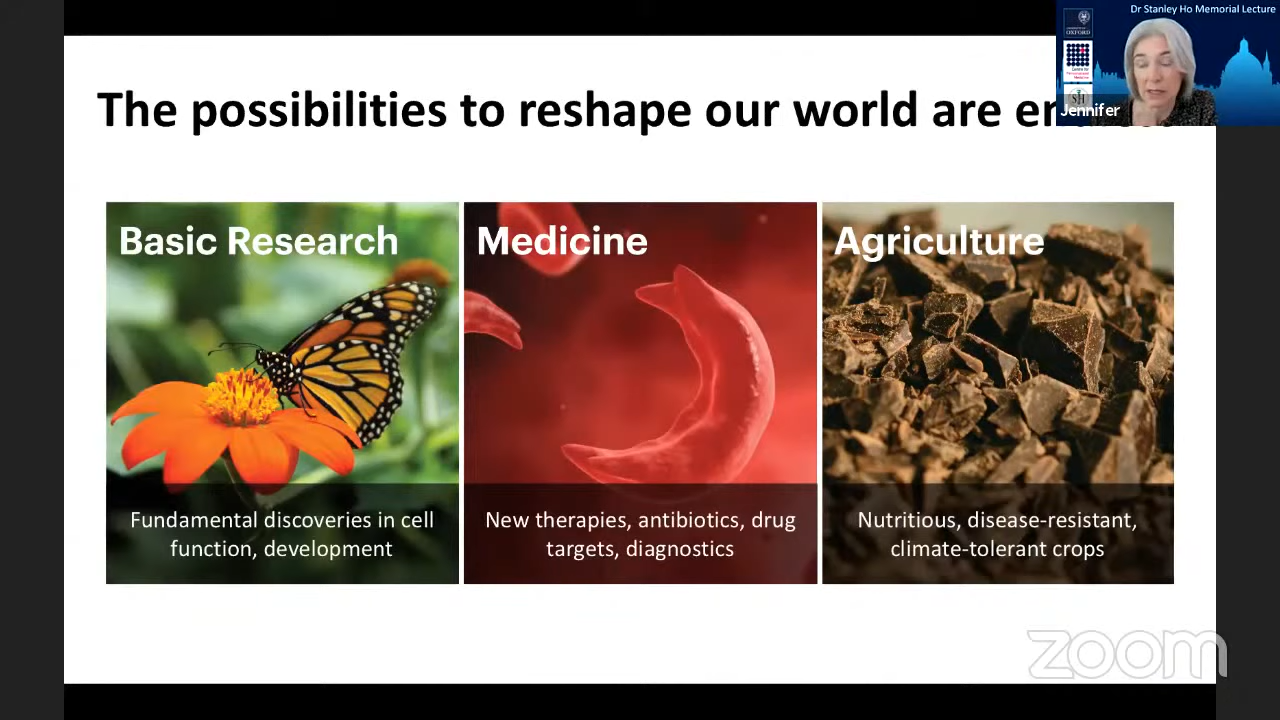 Dr Stanley Ho Memorial Lecture
OXFORD
Jennifer
The possibilities to reshape our world are
Basic Research
Medicine
Agriculture
Fundamental discoveries in cell
function, development
New therapies, antibiotics, drug
targets, diagnostics
Nutritious, disease-resistant,
climate-tolerant crops
zoom